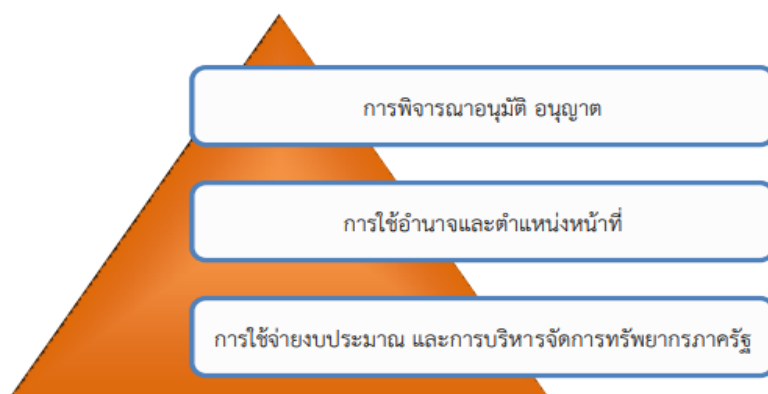 การพิจารณาอนุมัติ อนุญาต
การใช้อำนาจและตำแหน่งหน้าที่
การใช้จ่ายงบประมาณ และการบริหารจัดการทรัพยากรภาครัฐ